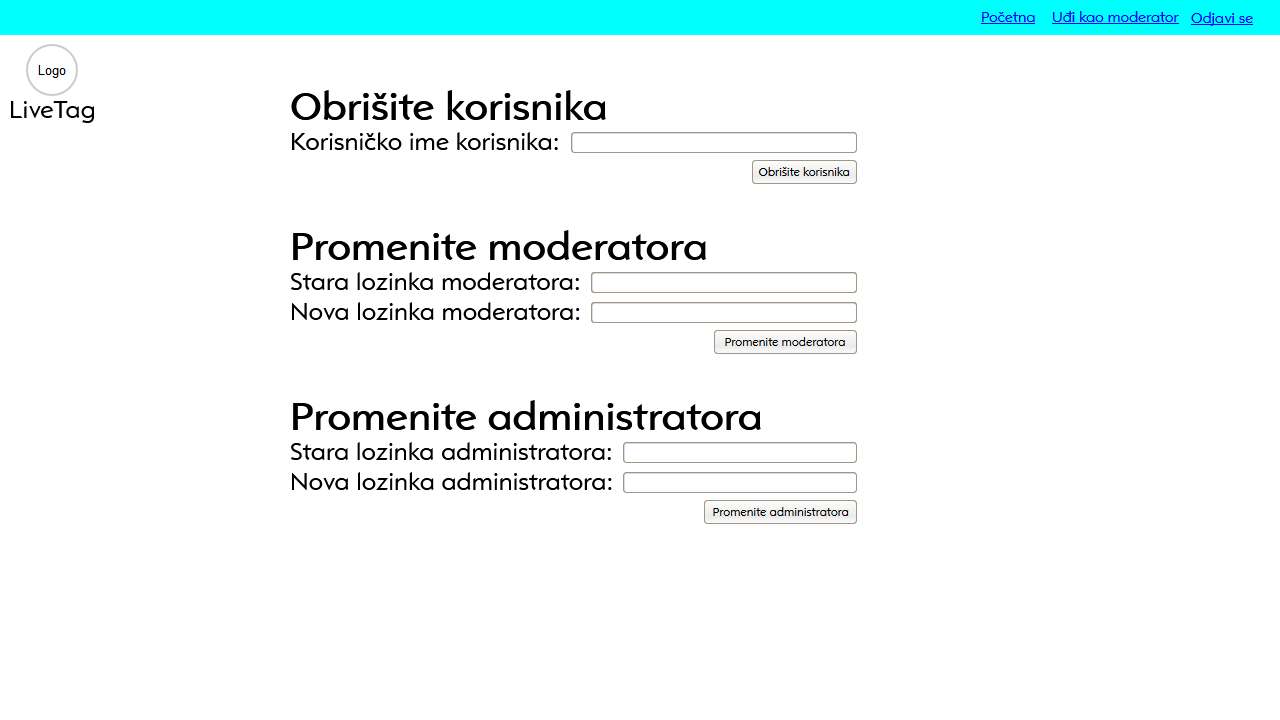 Početna Uđi kao moderator Odjavi se
Logo
LiveTag
Obrišite korisnika
Korisničko ime korisnika:
Obrišite korisnika
Promenite moderatora
Stara lozinka moderatora:
Nova lozinka moderatora:
Promenite moderatora
Promenite administratora
Stara lozinka administratora:
Nova lozinka administratora:
Promenite administratora